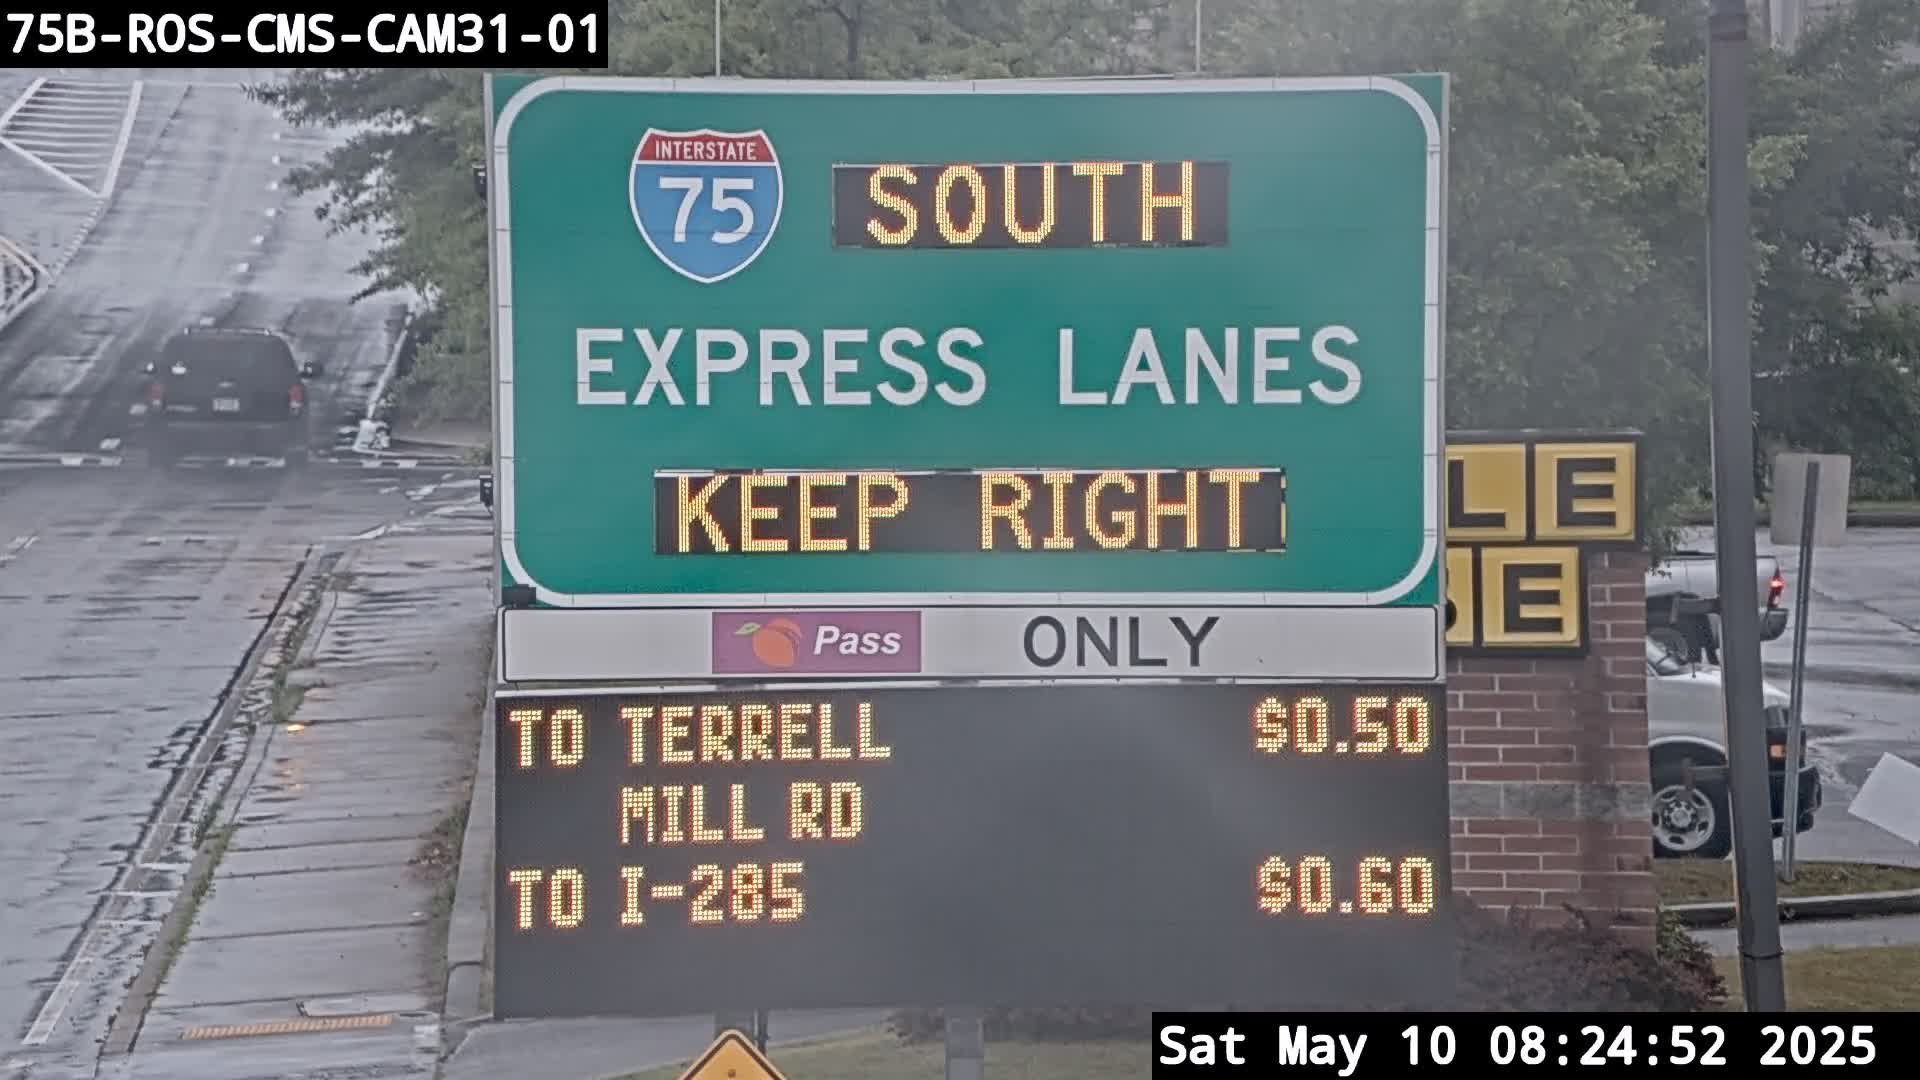 75B-ROS-CMS-CAM31-01
INTERSTATE
75
SOUTH
EXPRESS LANES
KEEP RIGHT
LE
E
Pass ONLY
TO TERRELL $0.50
MILL RD
TO I-285 $0.60
Sat May 10 08:24:52 2025